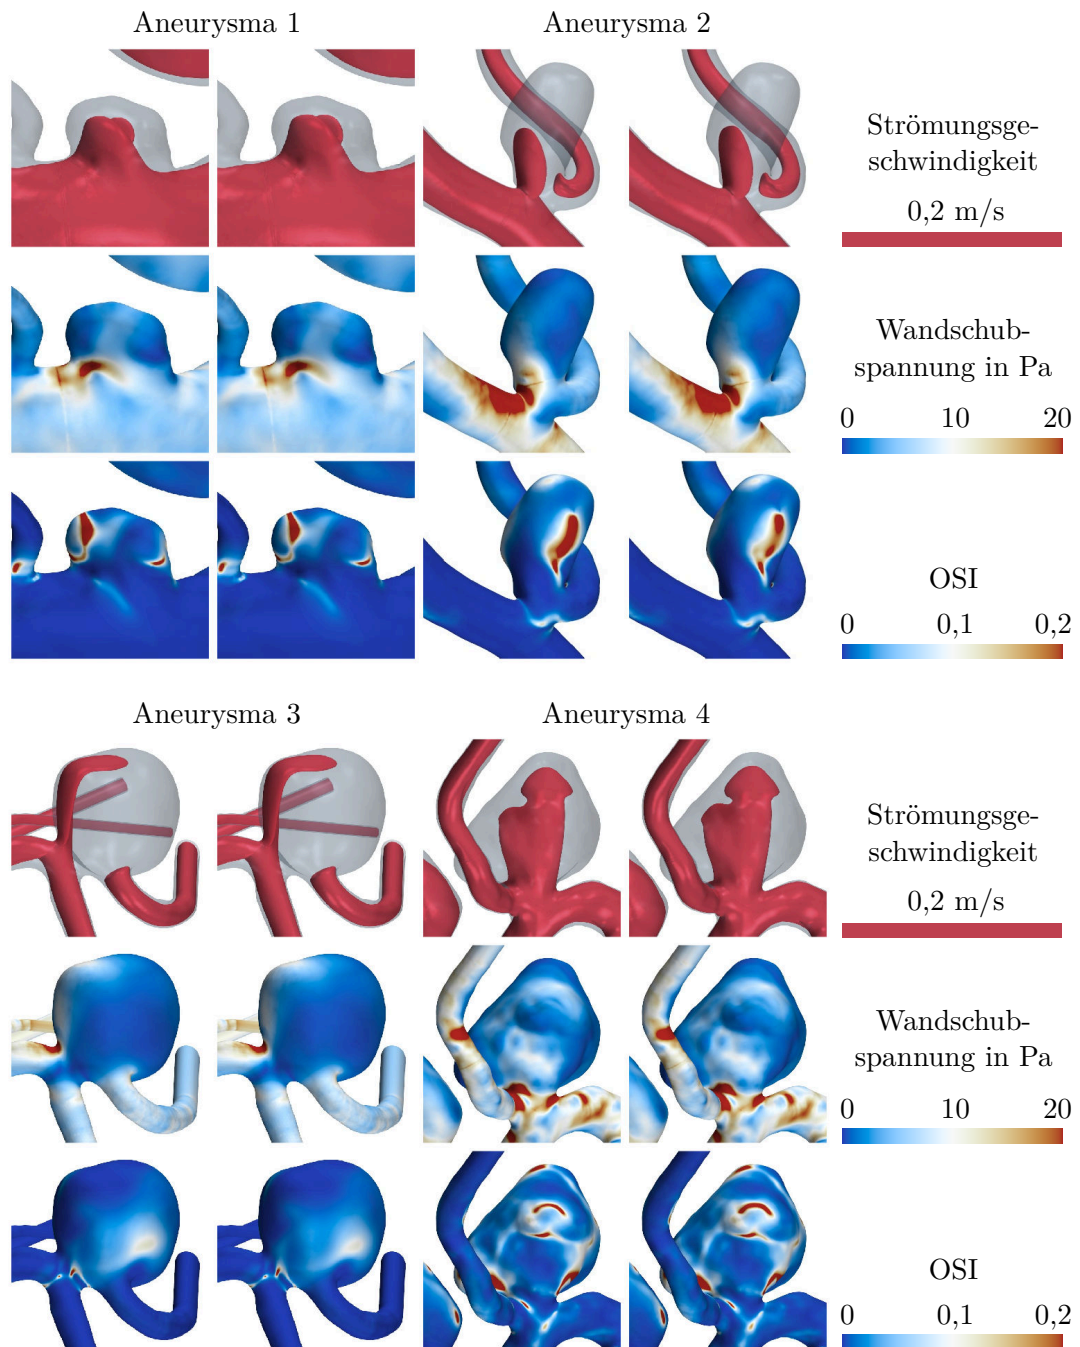 Aneurysma 1
Aneurysma 2
Strömungsge-
schwindigkeit
0,2 m/s
Wandschub-
spannung in Pa
0 10 20
OSI
0 0,1 0,2
Aneurysma 3
Aneurysma 4
Strömungsge-
schwindigkeit
0,2 m/s
Wandschub-
spannung in Pa
0 10 20
OSI
0 0,1 0,2